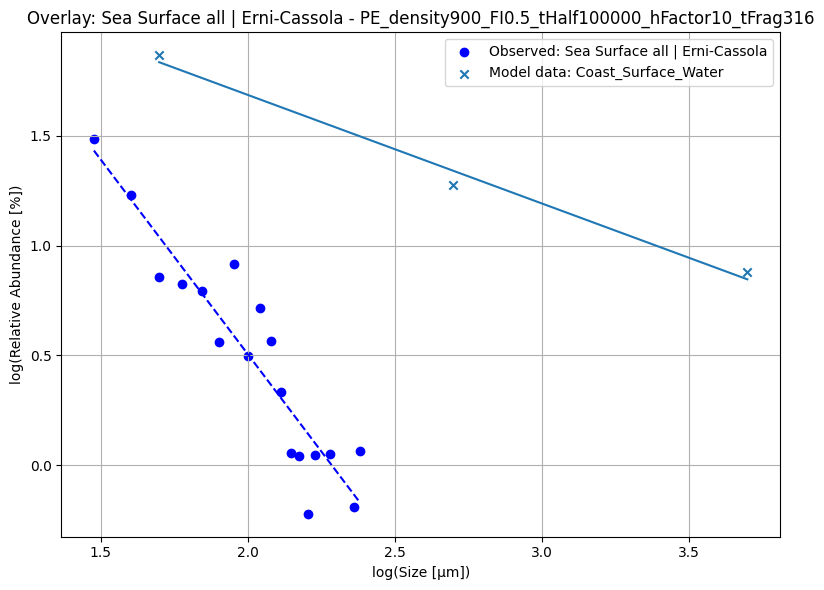 Overlay: Sea Surface all | Erni-Cassola - PE_density900_FI0.5_tHalf100000_hFactor10_tFrag316
Observed: Sea Surface all | Erni-Cassola
Model data: Coast_Surface_Water
log(Relative Abundance [%])
1.5
1.0
0.5
0.0
1.5
2.0
2.5
3.0
3.5
log(Size [µm])